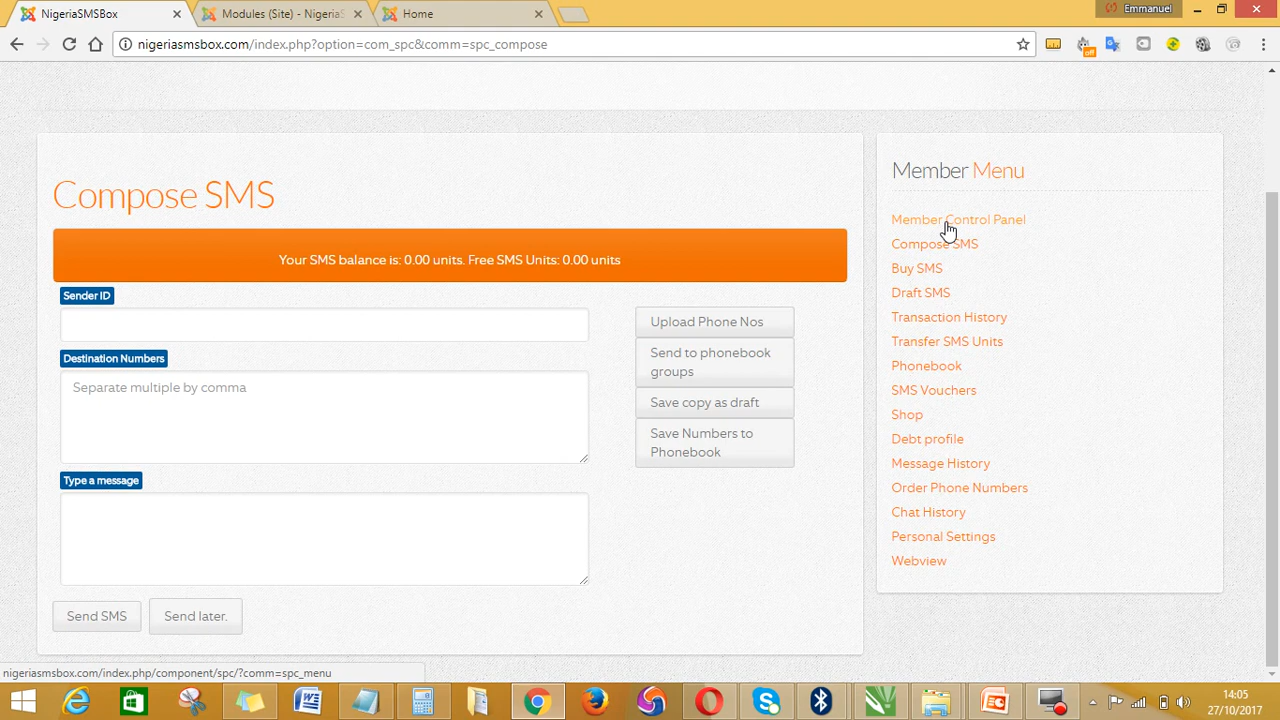 NigeriaSMSBox
Modules (Site) - NigeriaS
Home
Emmanuel
nigeriasmsbox.com/index.php?option=com_spc&comm=spc_compose
off
Compose SMS
Your SMS balance is: 0.00 units. Free SMS Units: 0.00 units
Sender ID
Destination Numbers
Separate multiple by comma
Type a message
Send SMS
Send later.
Upload Phone Nos
Send to phonebook
groups
Save copy as draft
Save Numbers to
Phonebook
Member Menu
Member Control Panel
Compose SMS
Buy SMS
Draft SMS
Transaction History
Transfer SMS Units
Phonebook
SMS Vouchers
Shop
Debt profile
Message History
Order Phone Numbers
Chat History
Personal Settings
Webview
nigeriasmsbox.com/index.php/component/spc/?comm=spc_menu
14:05
27/10/2017